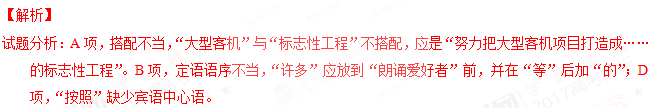 【解析】
试题分析：A 项，搭配不当，“大型客机”与“标志性工程”不搭配，应是“努力把大型客机项目打造成……
的标志性工程”。B 项，定语语序不当，“许多”应放到“朗诵爱好者”前，并在“等”后加“的”；D
项，“按照”缺少宾语中心语。